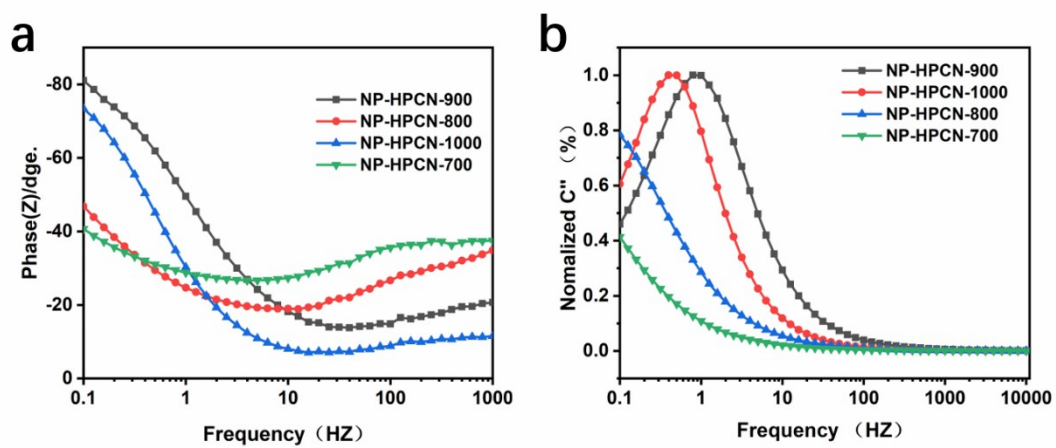 a
Phase(Z)/dge.
-80
-60
-40
-20
0
0.1 1 10 100 1000
Frequency（HZ）
NP-HPCN-900
NP-HPCN-800
NP-HPCN-1000
NP-HPCN-700
b
Nomalized C"（%）
1.0
0.8
0.6
0.4
0.2
0.0
0.1 1 10 100 1000 10000
Frequency （HZ）
NP-HPCN-900
NP-HPCN-1000
NP-HPCN-800
NP-HPCN-700